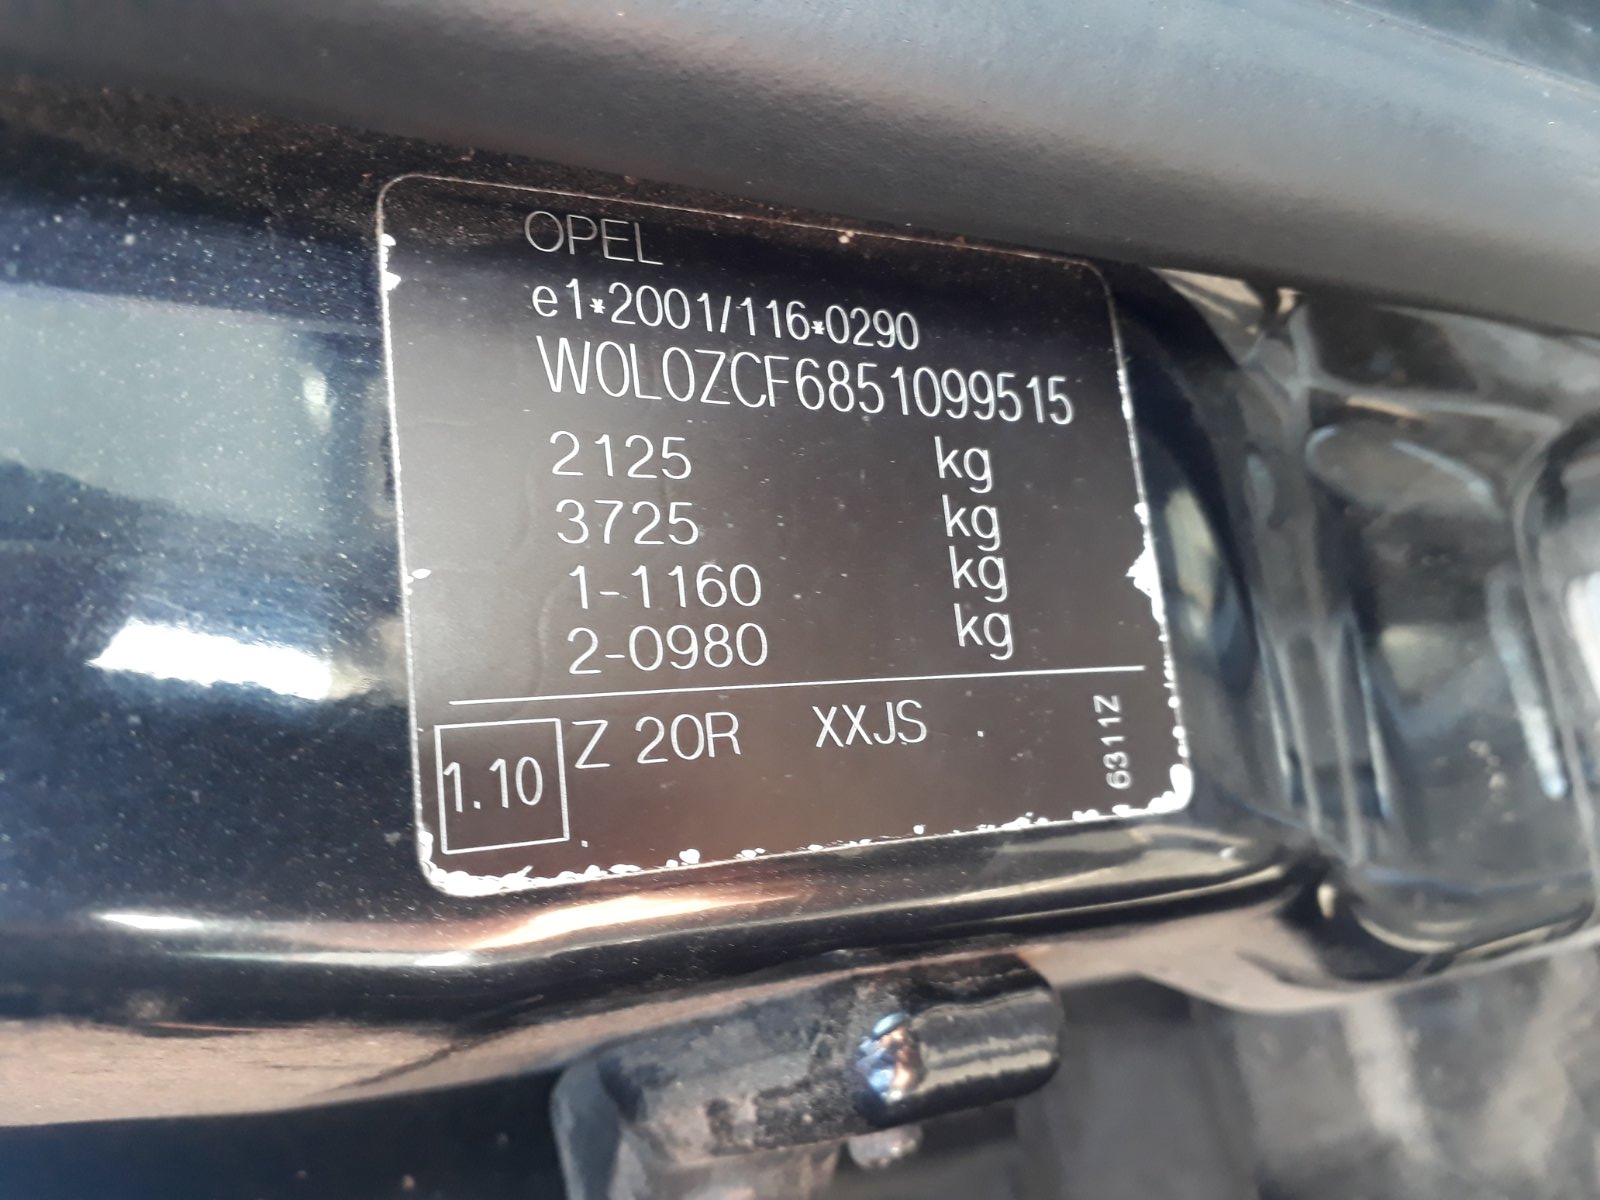 OPEL
e1*2001/116*0290
W0L0ZCF6851099515
2125 kg
3725 kg
1-1160 kg
2-0980 kg
1.10 Z 20R XXJS .
6311Z